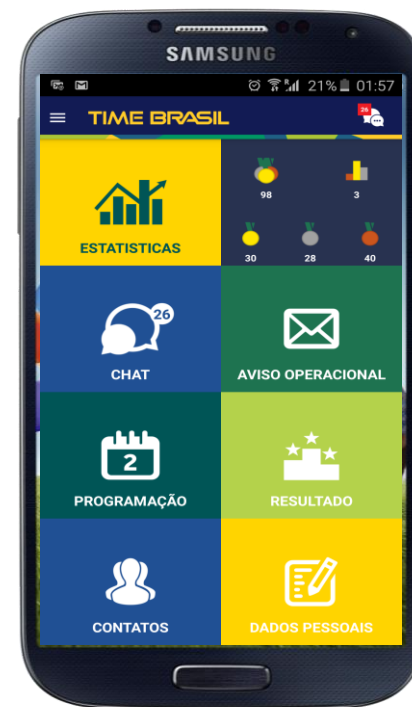 SAMSUNG
21% 01:57
TIME BRASIL
26
98
3
ESTATISTICAS
30
28
40
26
CHAT
AVISO OPERACIONAL
2
PROGRAMAÇÃO
RESULTADO
CONTATOS
DADOS PESSOAIS